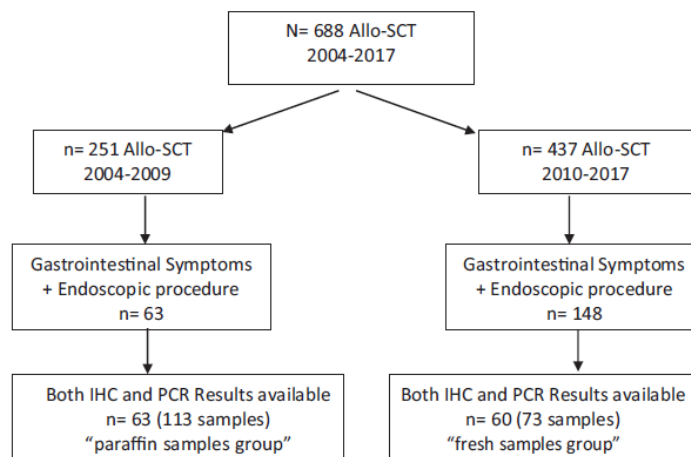 N= 688 Allo-SCT
2004-2017
n= 251 Allo-SCT
2004-2009
n= 437 Allo-SCT
2010-2017
Gastrointestinal Symptoms
+ Endoscopic procedure
n= 63
Gastrointestinal Symptoms
+ Endoscopic procedure
n= 148
Both IHC and PCR Results available
n= 63 (113 samples)
“paraffin samples group”
Both IHC and PCR Results available
n= 60 (73 samples)
“fresh samples group”